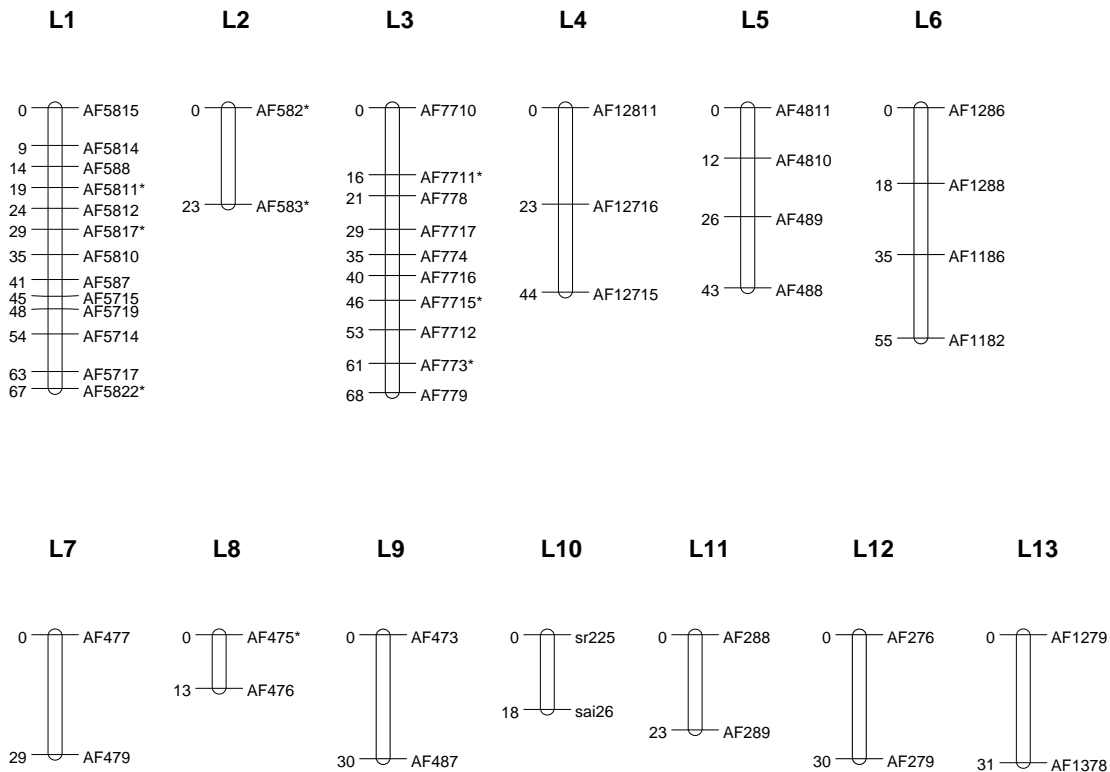 L1 L2 L3 L4 L5 L6
0 AF5815
9 AF5814
14 AF588
19 AF5811*
24 AF5812
29 AF5817*
35 AF5810
41 AF587
45 AF5715
48 AF5719
54 AF5714
63 AF5717
67 AF5822*
0 AF582*
23 AF583*
0 AF7710
16 AF7711*
21 AF778
29 AF7717
35 AF774
40 AF7716
46 AF7715*
53 AF7712
61 AF773*
68 AF779
0 AF12811
23 AF12716
44 AF12715
0 AF4811
12 AF4810
26 AF489
43 AF488
0 AF1286
18 AF1288
35 AF1186
55 AF1182
L7 L8 L9 L10 L11 L12 L13
0 AF477
29 AF479
0 AF475*
13 AF476
0 AF473
30 AF487
0 sr225
18 sai26
0 AF288
23 AF289
0 AF276
30 AF279
0 AF1279
31 AF1378